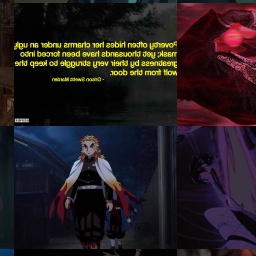 Poverty often hides her charms under an ugly
mask; yet thousands have been forced into
greatness by their very struggle to keep the
wolf from the door.
- Orison Swett Marden